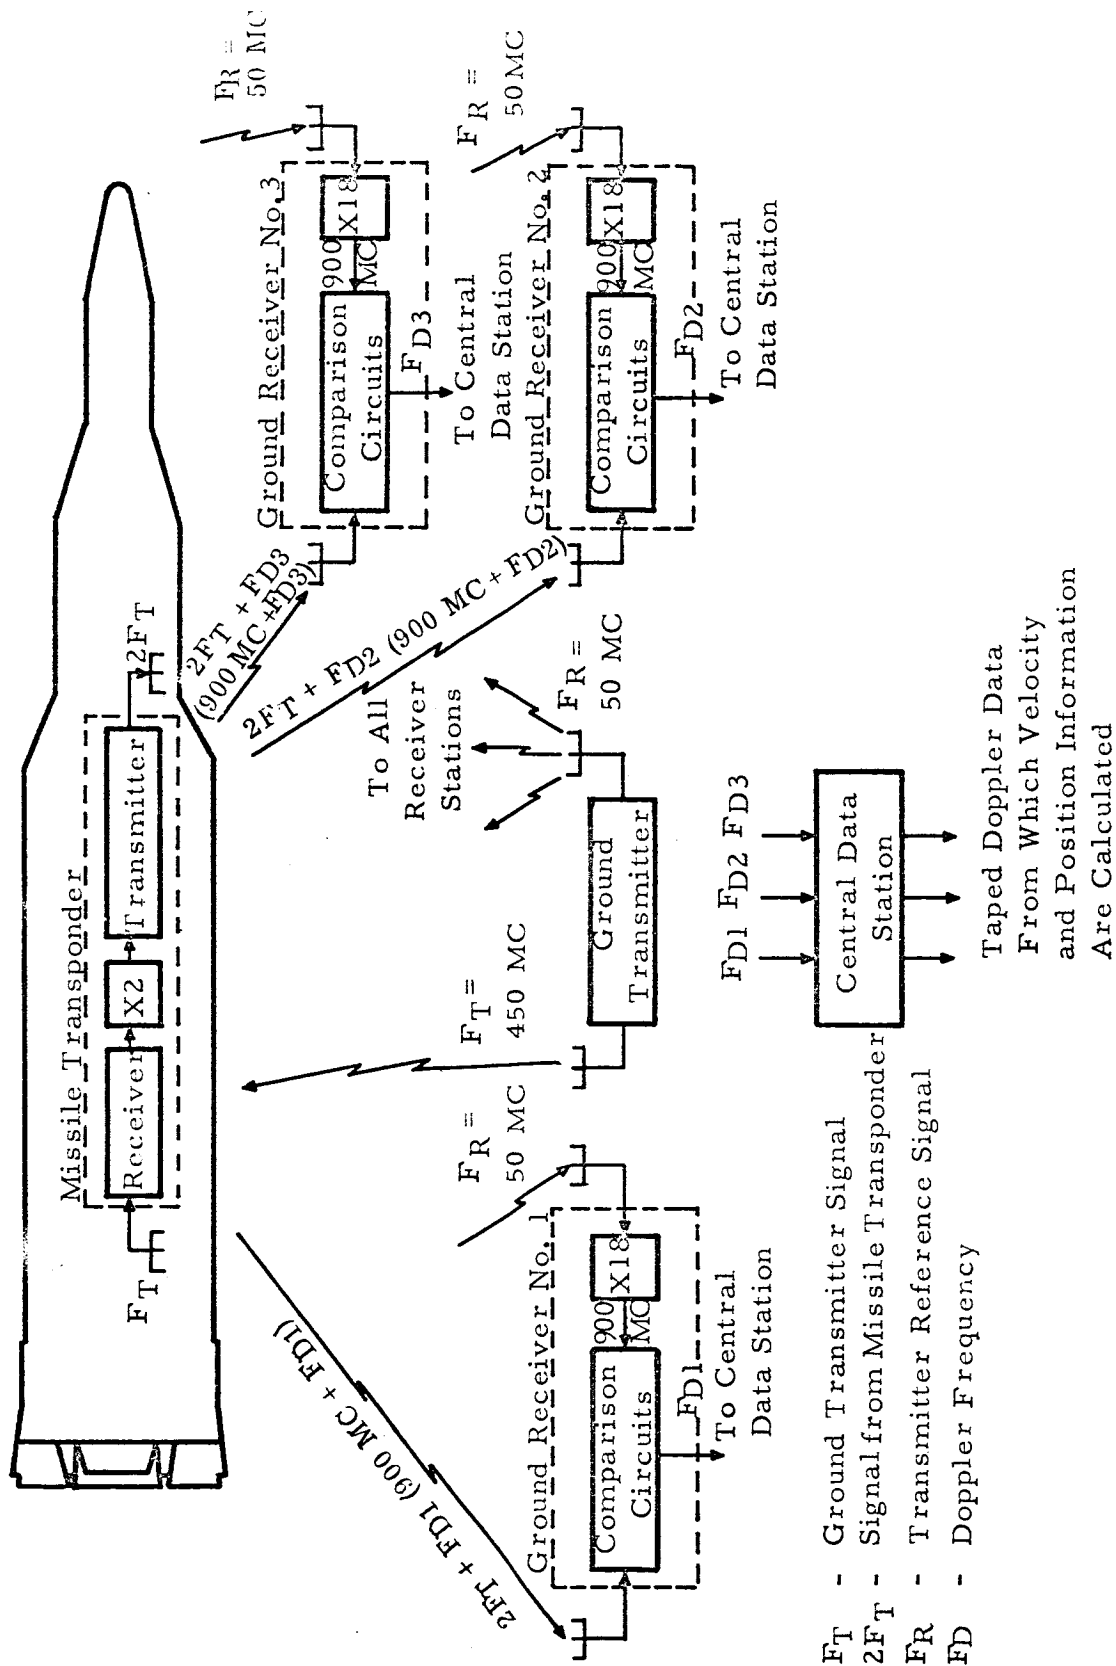 Missile Transponder
FT
Receiver
X2
Transmitter
2FT
2FT + FD1 (900 MC + FD1)
FT =
450 MC
2FT + FD2 (900 MC + FD2)
2FT + FD3
(900 MC + FD3)
FR =
50 MC
Ground Receiver No. 3
Comparison
Circuits
900
MC
X18
FD3
To Central
Data Station
FR =
50 MC
Ground Receiver No. 2
Comparison
Circuits
900
MC
X18
FD2
To Central
Data Station
FR =
50 MC
Ground Receiver No. 1
Comparison
Circuits
900
MC
X18
FD1
To Central
Data Station
To All
Receiver
Stations
FR =
50 MC
Ground
Transmitter
FD1 FD2 FD3
Central Data
Station
Taped Doppler Data
From Which Velocity
and Position Information
Are Calculated
FT - Ground Transmitter Signal
2FT - Signal from Missile Transponder
FR - Transmitter Reference Signal
FD - Doppler Frequency